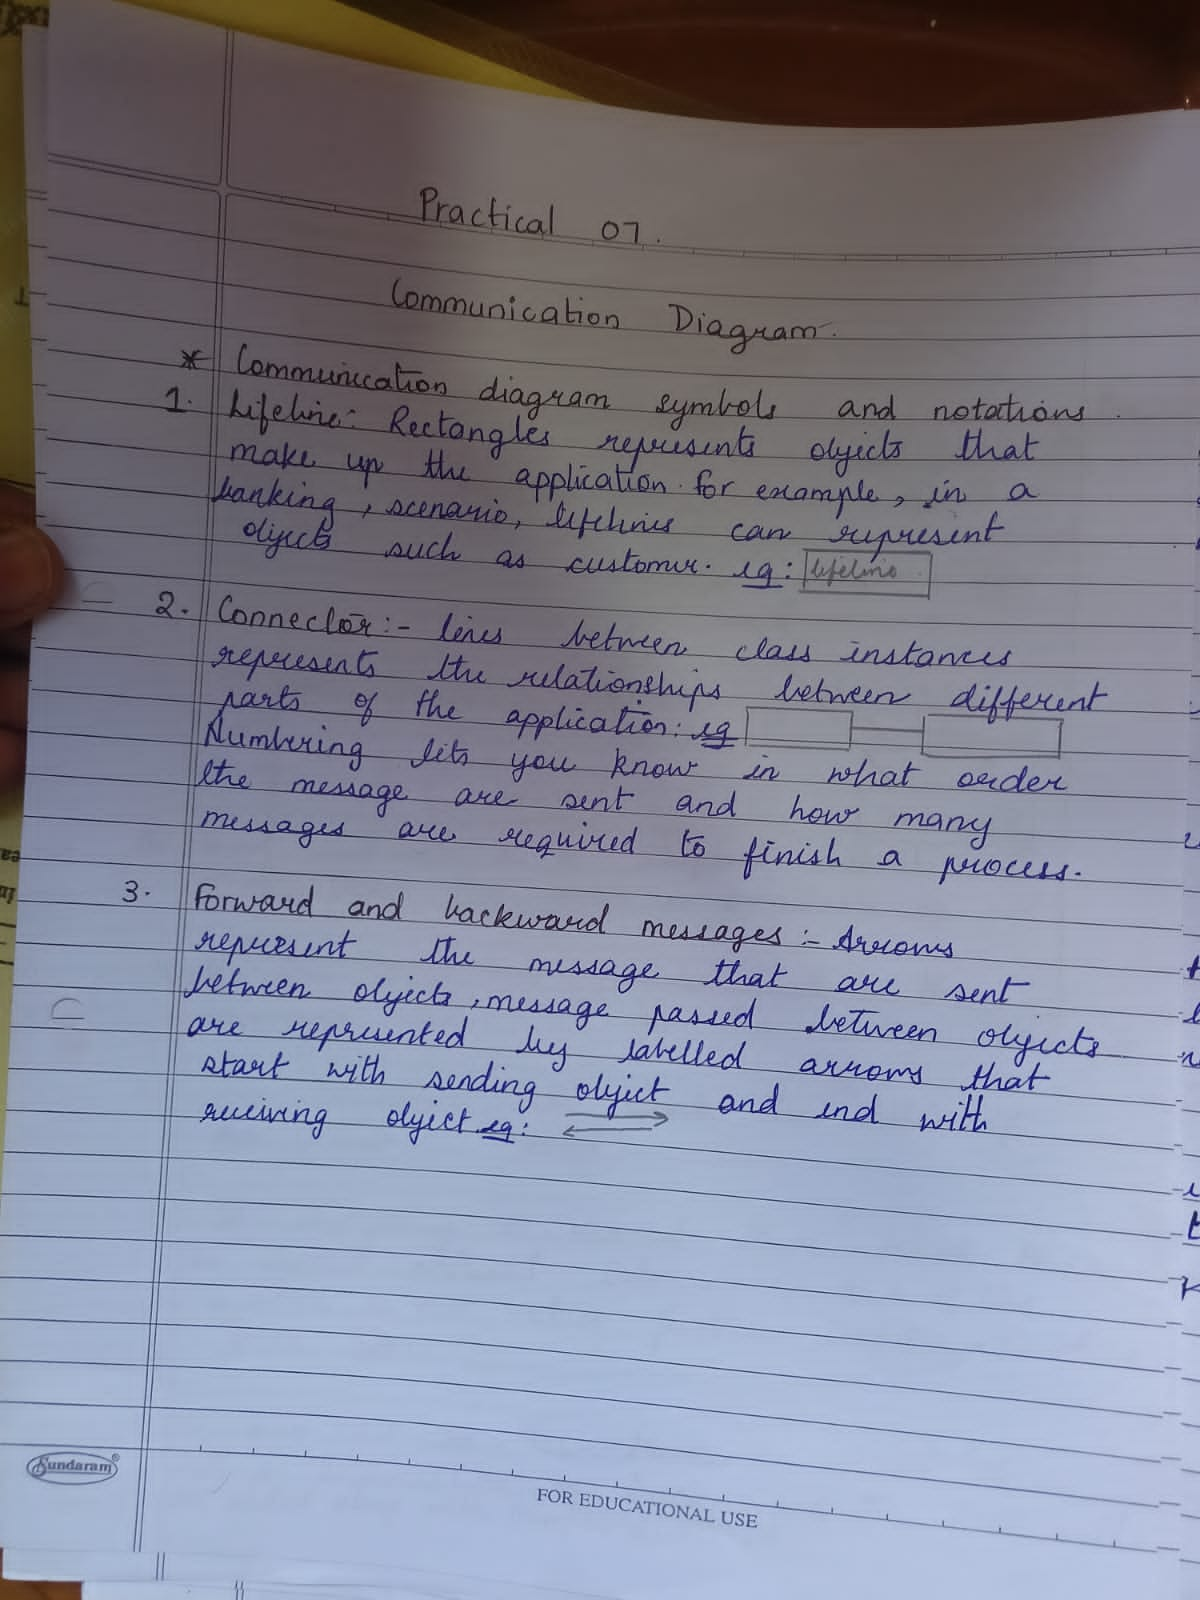 Practical 07.
Communication Diagram.
* Communication diagram symbols and notations.
1. Lifeline: Rectangles represents objects that
make up the application. for example, in a
banking, scenario, lifelines can represent
objects such as customer. eg: lifeline
2. Connector:- lines between class instances
represents the relationships between different
parts of the application: eg
Numbering lets you know in what order
the message are sent and how many
messages are required to finish a process.
3. Forward and backward messages:- Arrows
represent the message that are sent
between objects, message passed between objects
are represented by labelled arrows that
start with sending object and end with
receiving object. eg:
Sundaram®
FOR EDUCATIONAL USE